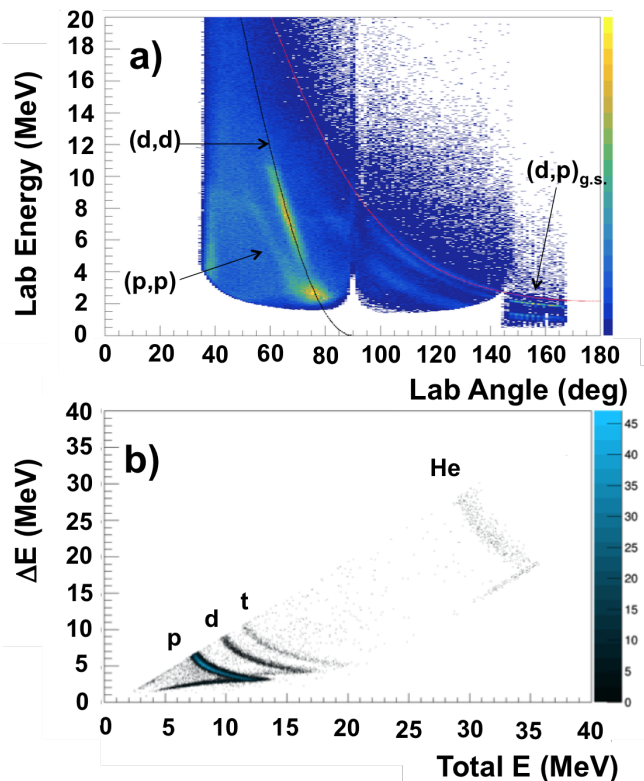 20
18
16
14
12
10
8
6
4
2
0
Lab Energy (MeV)
a)
(d,d)
(p,p)
(d,p)g.s.
0 20 40 60 80 100 120 140 160 180
Lab Angle (deg)
40
35
30
25
20
15
10
5
0
ΔE (MeV)
b)
He
t
d
p
45
40
35
30
25
20
15
10
5
0
0 5 10 15 20 25 30 35 40
Total E (MeV)